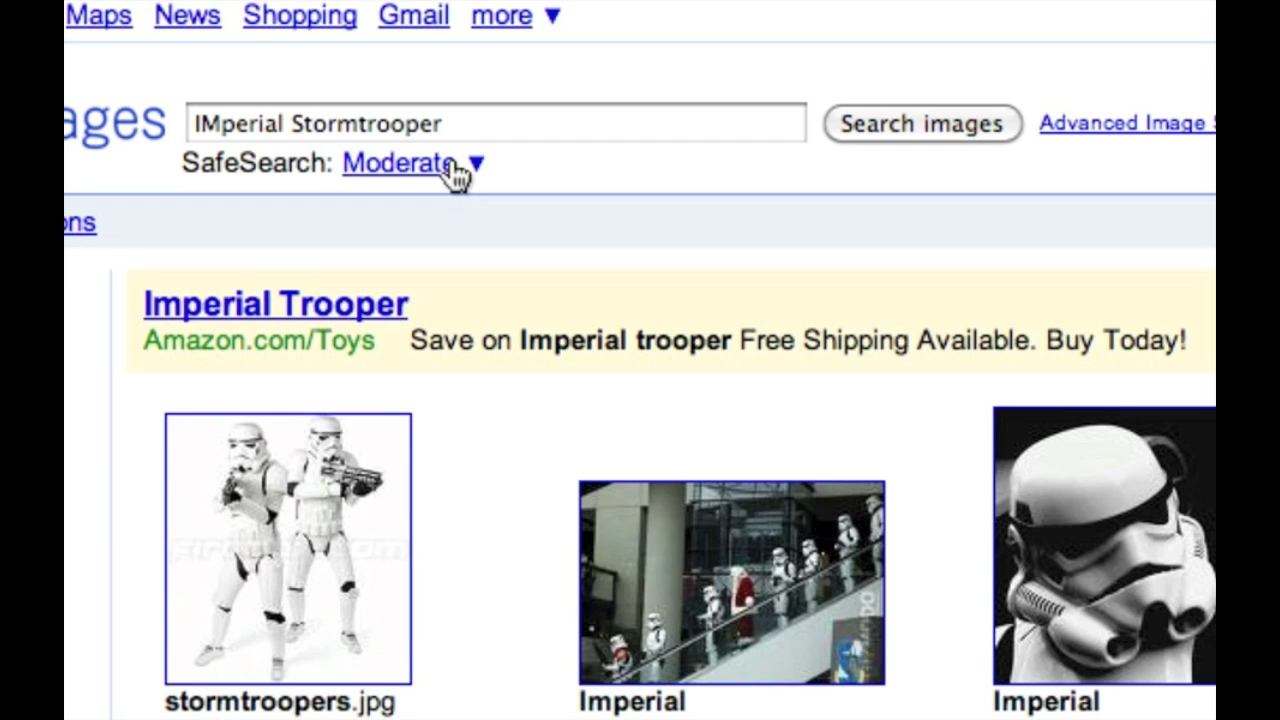 Maps News Shopping Gmail more ▼
ages IMperial Stormtrooper Search images Advanced Image
SafeSearch: Moderate ▼
ons
Imperial Trooper
Amazon.com/Toys Save on Imperial trooper Free Shipping Available. Buy Today!
stormtroopers.jpg Imperial Imperial